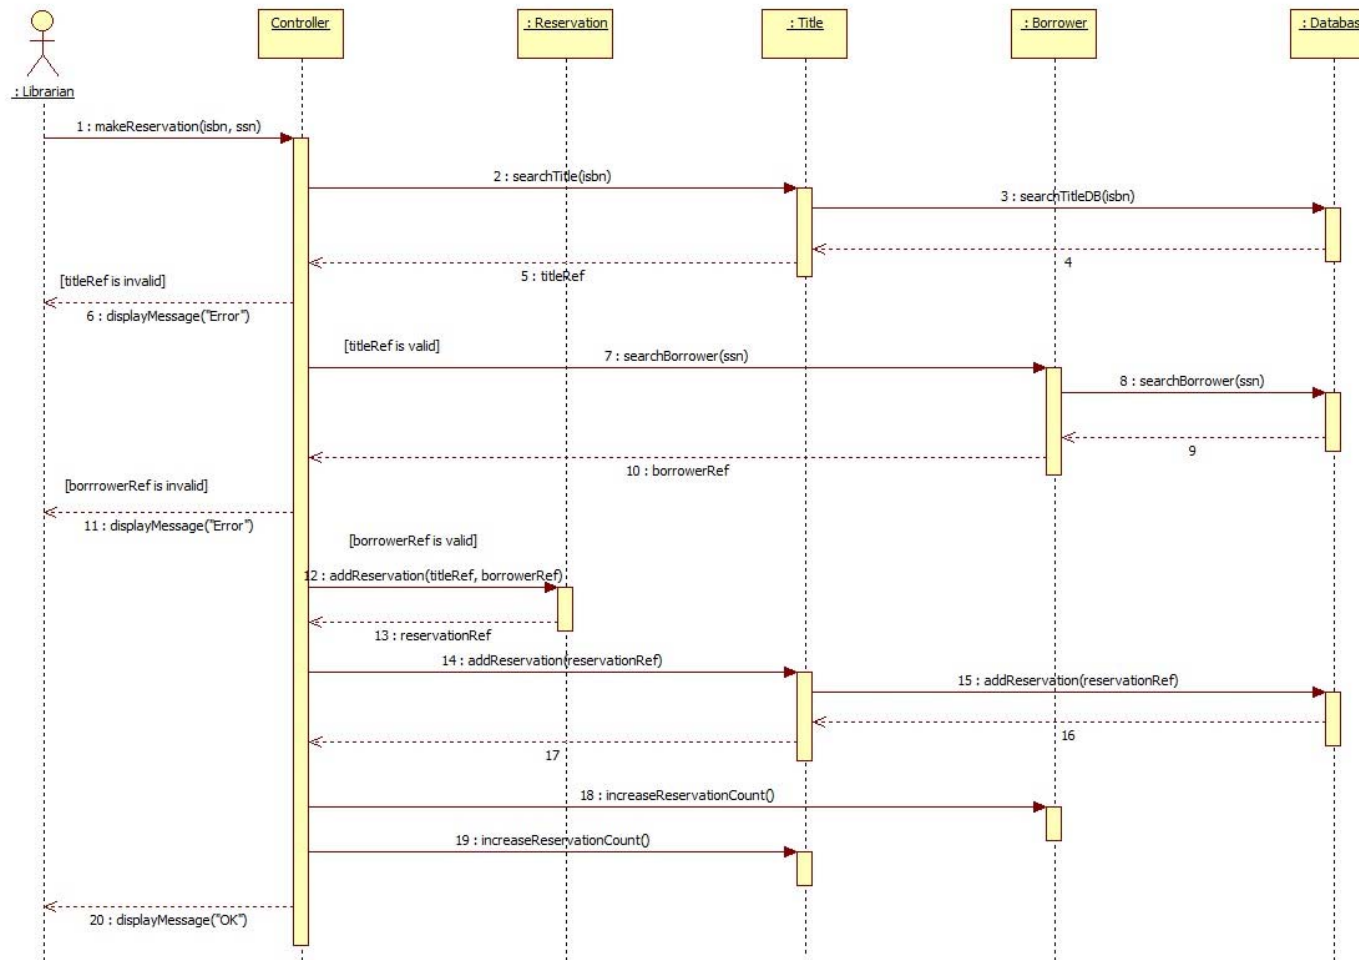 Controller
: Reservation
: Title
: Borrower
: Databas
: Librarian
1 : makeReservation(isbn, ssn)
2 : searchTitle(isbn)
3 : searchTitleDB(isbn)
4
5 : titleRef
[titleRef is invalid]
6 : displayMessage("Error")
[titleRef is valid]
7 : searchBorrower(ssn)
8 : searchBorrower(ssn)
9
10 : borrowerRef
[borrrowerRef is invalid]
11 : displayMessage("Error")
[borrowerRef is valid]
12 : addReservation(titleRef, borrowerRef)
13 : reservationRef
14 : addReservation(reservationRef)
15 : addReservation(reservationRef)
16
17
18 : increaseReservationCount()
19 : increaseReservationCount()
20 : displayMessage("OK")